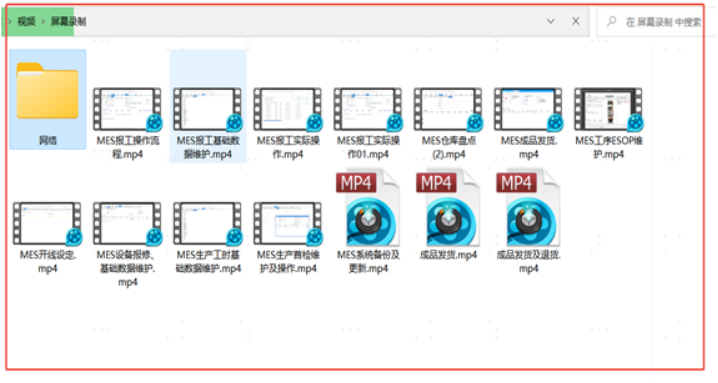 › 视频 › 屏幕录制
在 屏幕录制 中搜索
网络
MES报工操作流
程.mp4
MES报工基础数
据维护.mp4
MES报工实际操
作.mp4
MES报工实际操
作01.mp4
MES仓库盘点
(2).mp4
MES成品发货.
mp4
MES工序ESOP维
护.mp4
MES开线设定.
mp4
MES设备报修、
基础数据维护.
mp4
MES生产工时基
础数据维护.mp4
MES生产首检维
护及操作.mp4
MP4
MES系统备份及
更新.mp4
MP4
成品发货.mp4
MP4
成品发货及退货.
mp4